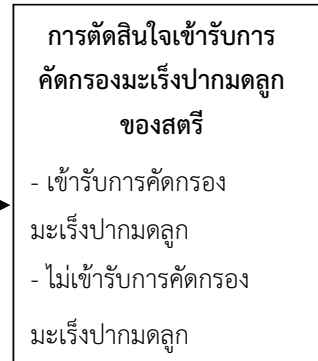 การตัดสินใจเข้ารับการ
คัดกรองมะเร็งปากมดลูก
ของสตรี
- เข้ารับการคัดกรอง
มะเร็งปากมดลูก
- ไม่เข้ารับการคัดกรอง
มะเร็งปากมดลูก